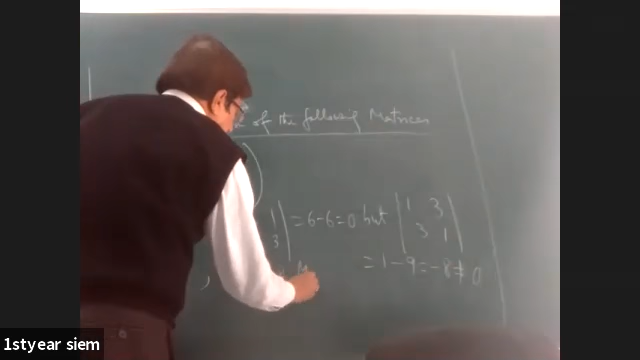 of the following Matrices
1 | = 6-6=0 but | 1 3 |
3 | | 3 1 |
= 1-9=-8≠0
1styear siem